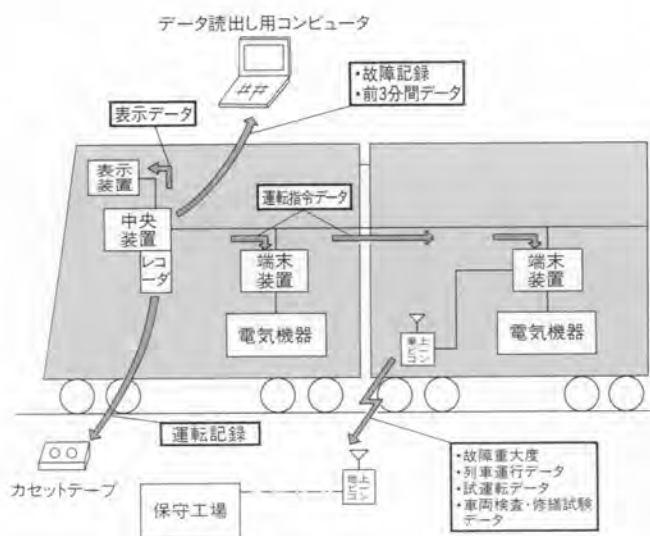 データ読出し用コンピュータ
・故障記録
・前3分間データ
表示データ
表示
装置
中央
装置
レコ
ーダ
運転指令データ
端末
装置
電気機器
端末
装置
電気機器
車上
ビーコン
運転記録
カセットテープ
保守工場
地上
ビーコン
・故障重大度
・列車運行データ
・試運転データ
・車両検査・修繕試験
データ